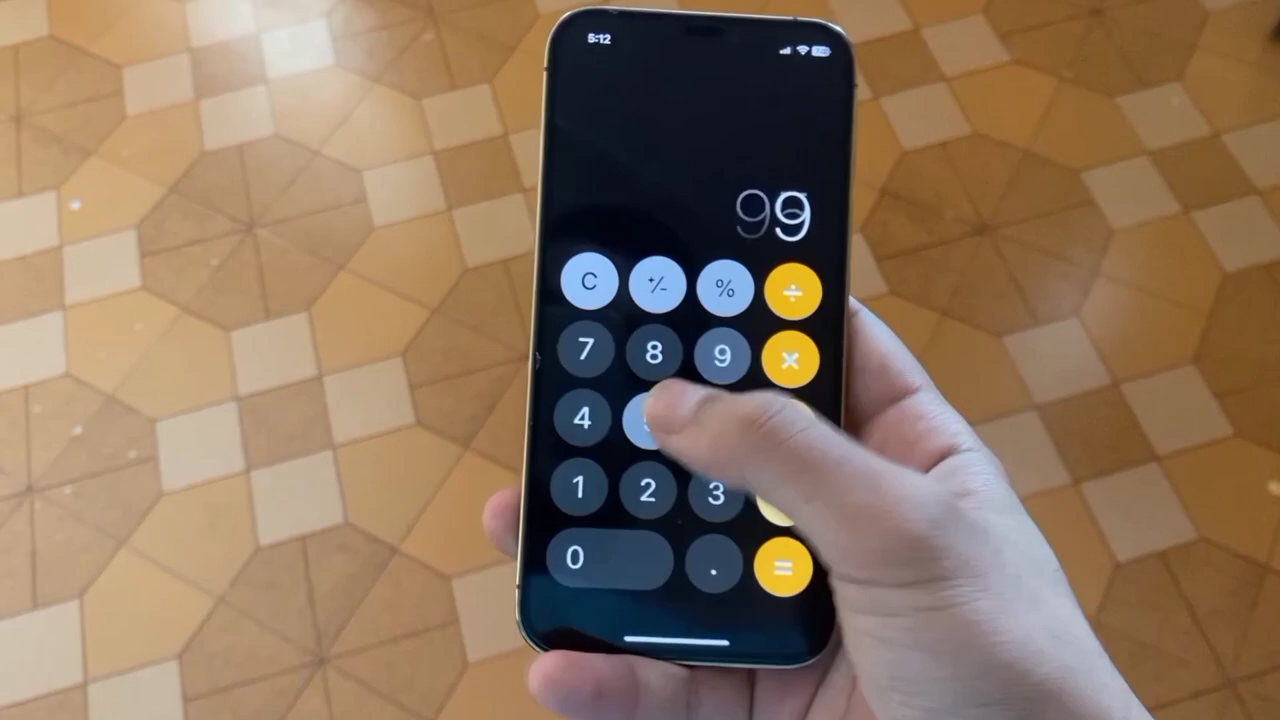 5:12
99
C +/- % ÷
7 8 9 ×
4
1 2 3
0 . =